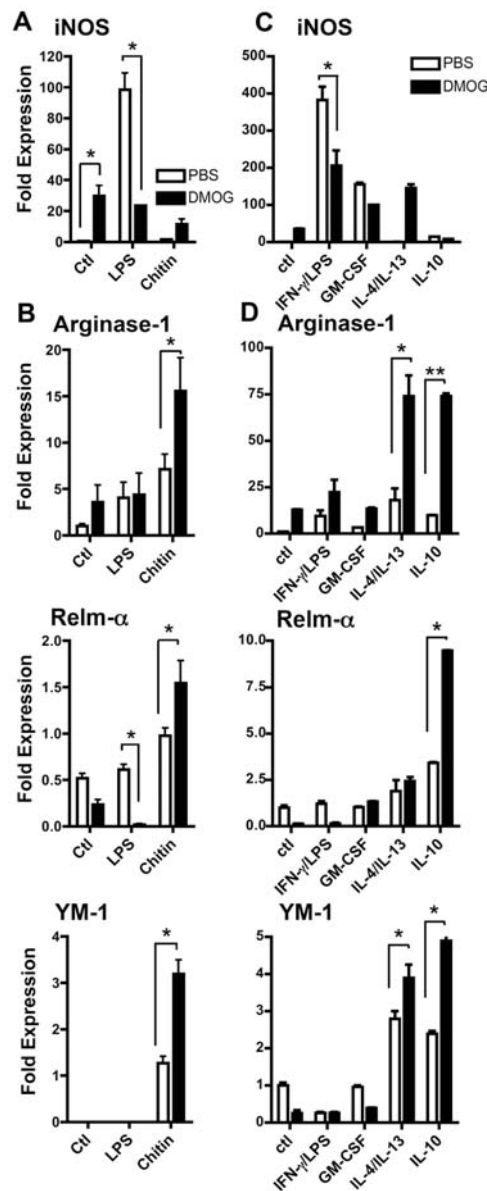 A iNOS
Fold Expression
120
100
80
60
40
20
0
*
*
PBS
DMOG
Ctl
LPS
Chitin
C iNOS
500
400
300
200
100
0
*
PBS
DMOG
ctl
IFN-γ/LPS
GM-CSF
IL-4/IL-13
IL-10
B Arginase-1
Fold Expression
20
15
10
5
0
*
Ctl
LPS
Chitin
D Arginase-1
100
75
50
25
0
*
**
ctl
IFN-γ/LPS
GM-CSF
IL-4/IL-13
IL-10
Relm-α
Fold Expression
2.0
1.5
1.0
0.5
0.0
*
*
Ctl
LPS
Chitin
Relm-α
10.0
7.5
5.0
2.5
0.0
*
ctl
IFN-γ/LPS
GM-CSF
IL-4/IL-13
IL-10
YM-1
Fold Expression
4
3
2
1
0
*
Ctl
LPS
Chitin
YM-1
5
4
3
2
1
0
*
*
ctl
IFN-γ/LPS
GM-CSF
IL-4/IL-13
IL-10